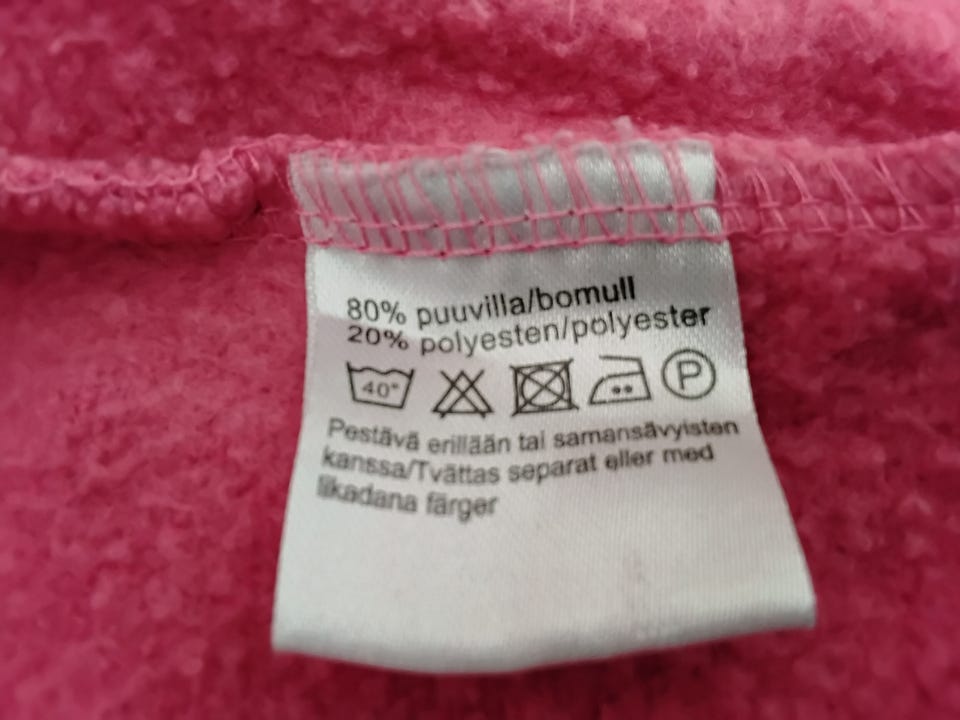 80% puuvilla/bomull
20% polyesten/polyester
40° P
Pestävä erillään tai samansävyisten
kanssa/Tvättas separat eller med
likadana färger